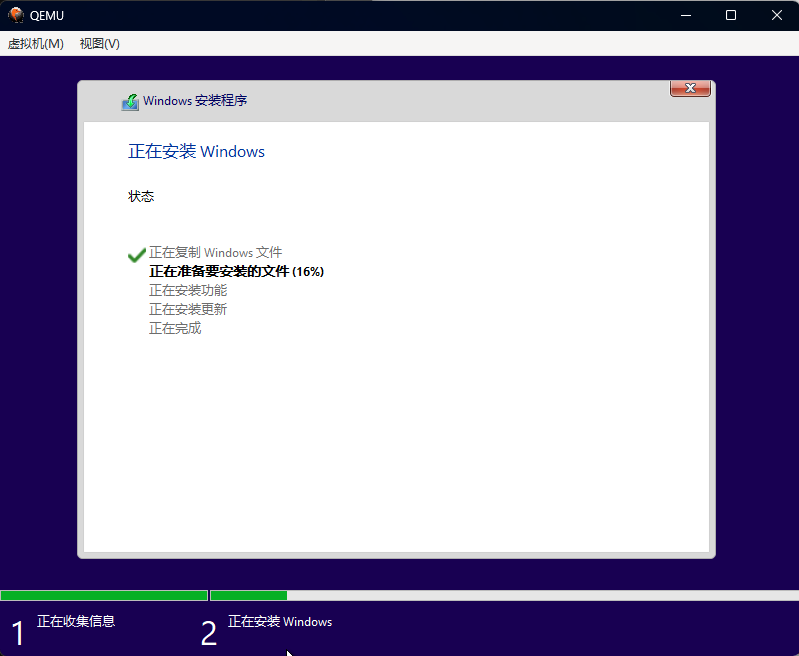 QEMU
虚拟机(M) 视图(V)
Windows 安装程序
正在安装 Windows
状态
正在复制 Windows 文件
正在准备要安装的文件 (16%)
正在安装功能
正在安装更新
正在完成
1 正在收集信息 2 正在安装 Windows